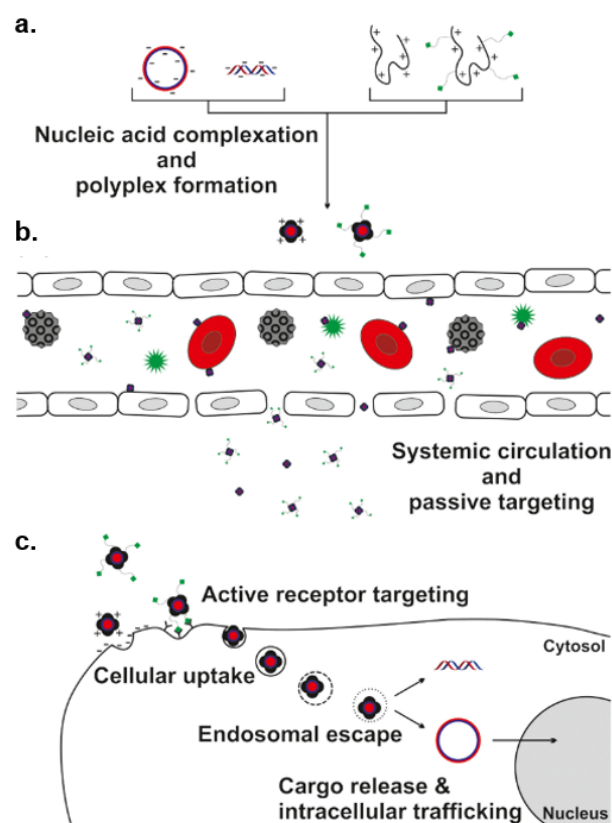 a.
Nucleic acid complexation
and
polyplex formation
b.
Systemic circulation
and
passive targeting
c.
Active receptor targeting
Cytosol
Cellular uptake
Endosomal escape
Cargo release &
intracellular trafficking
Nucleus